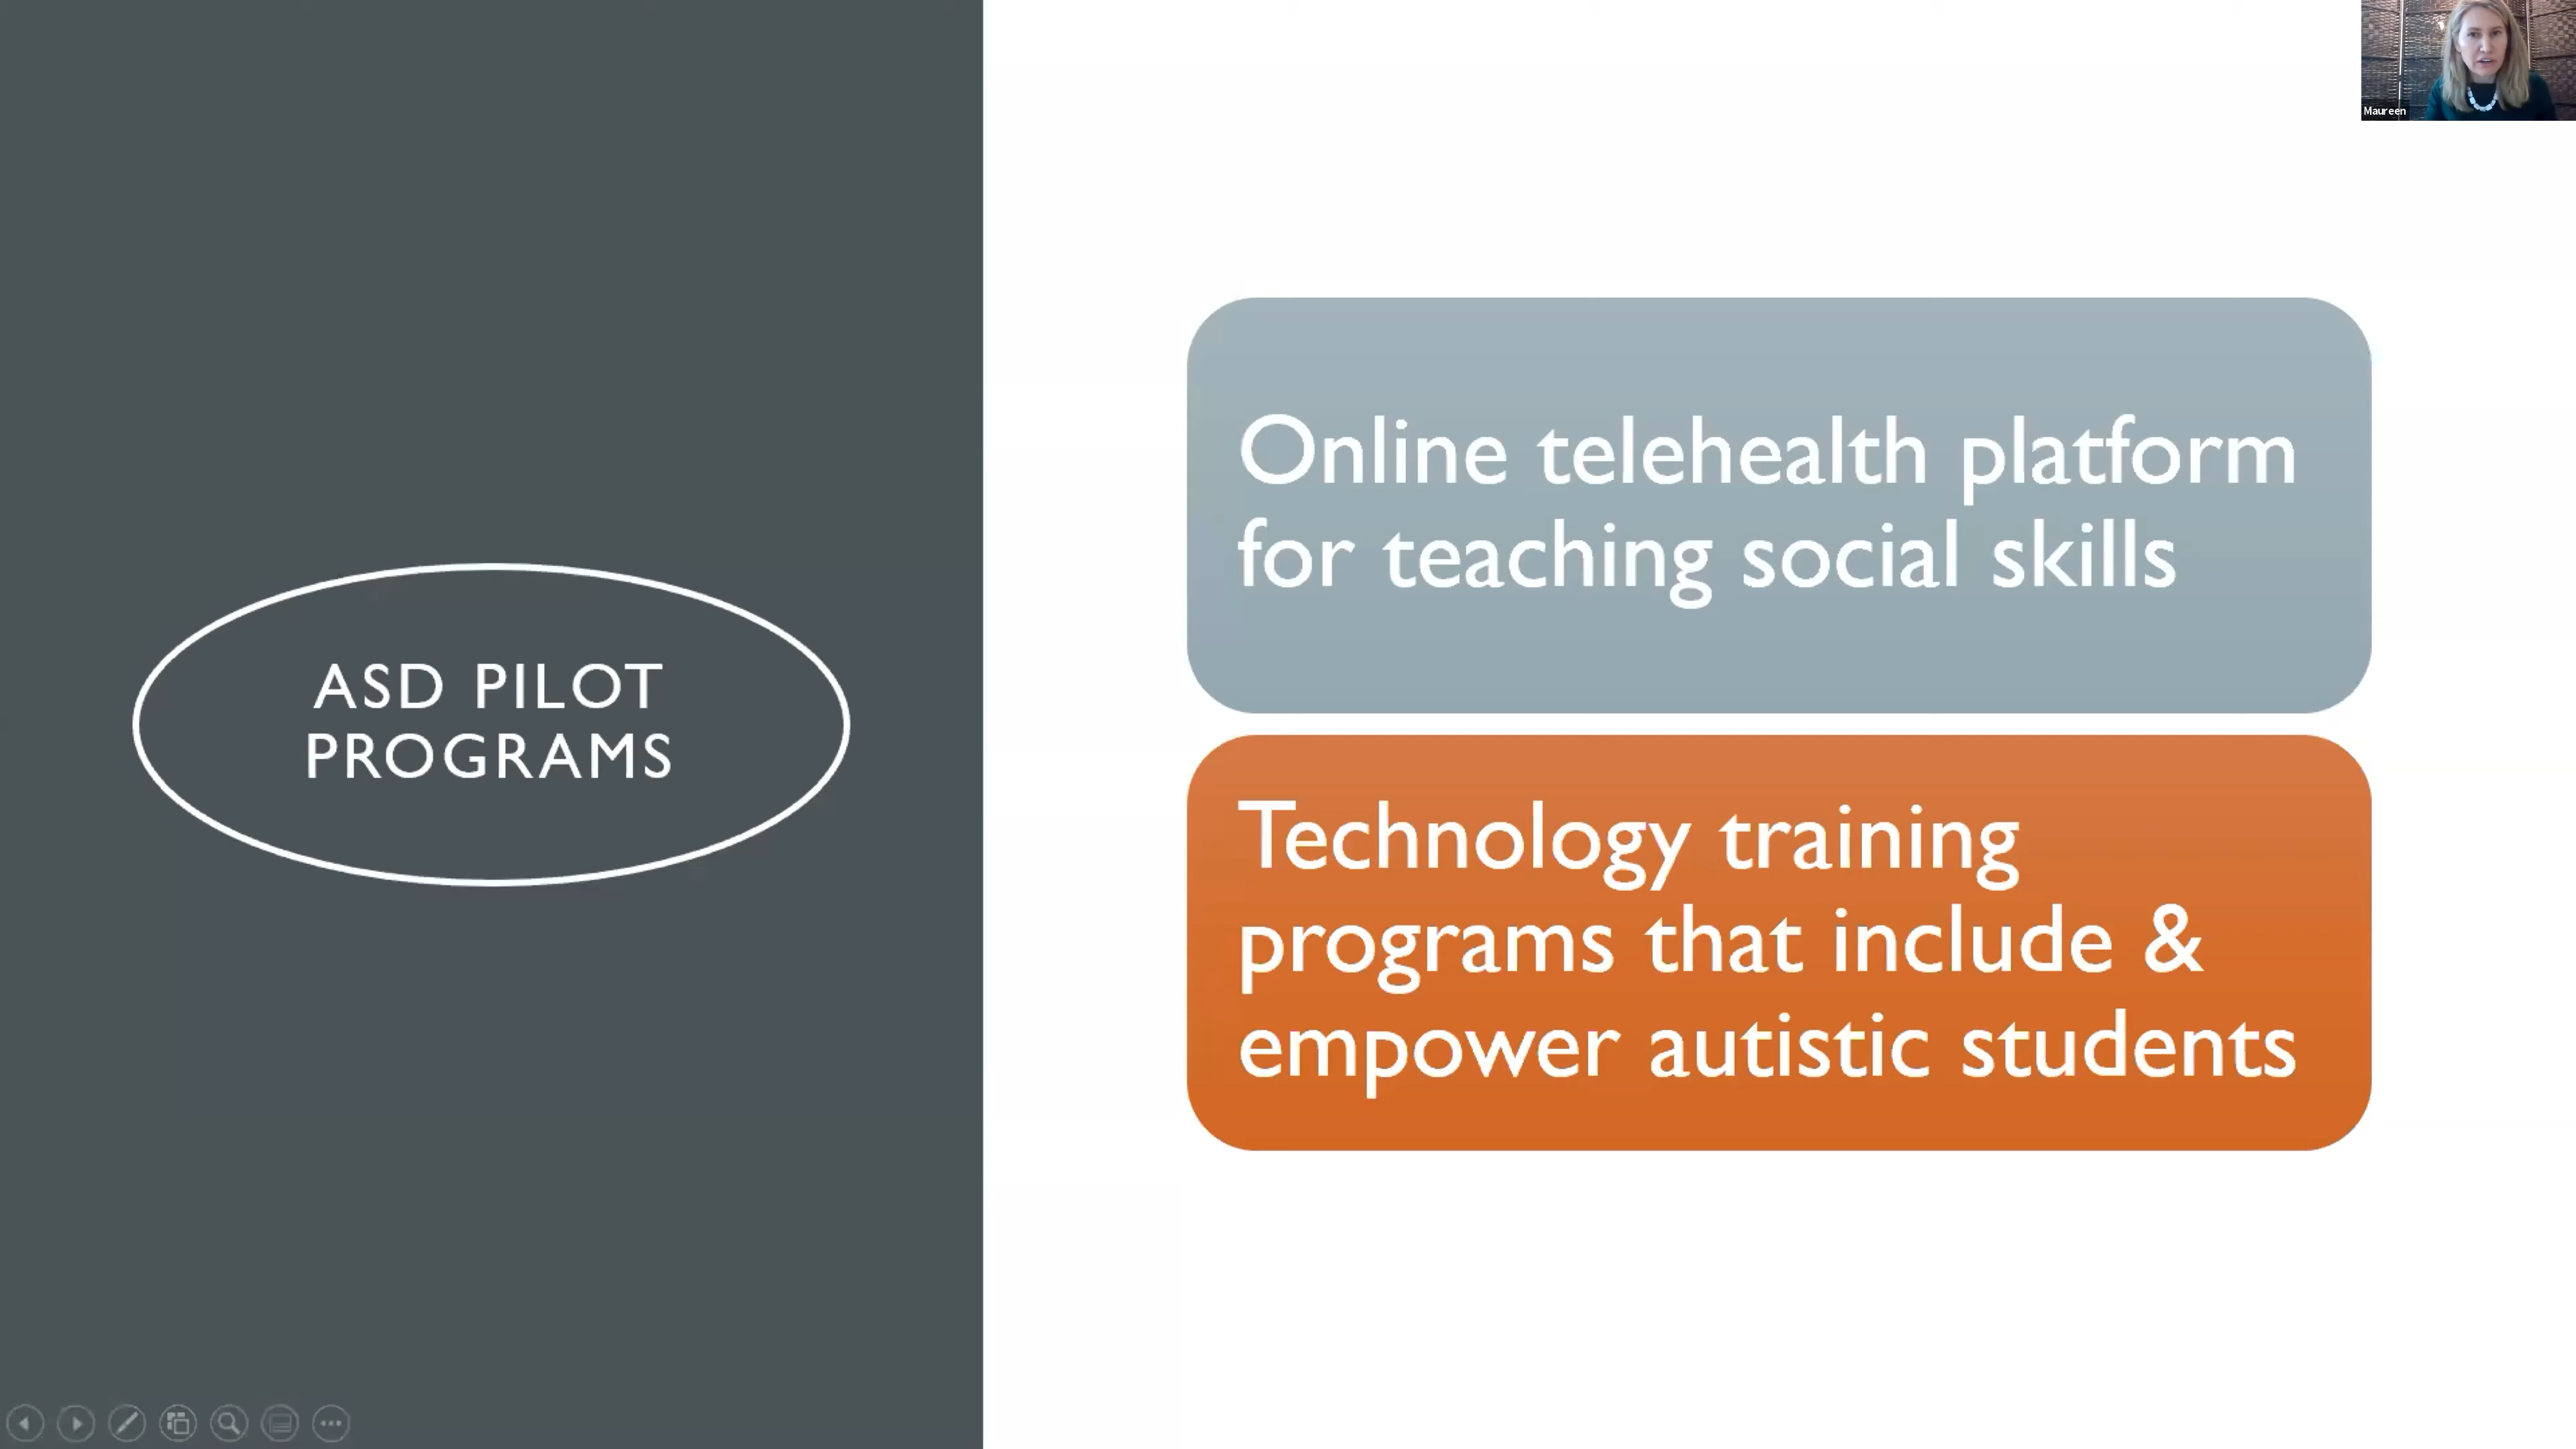 Maureen
ASD PILOT
PROGRAMS
Online telehealth platform
for teaching social skills
Technology training
programs that include &
empower autistic students